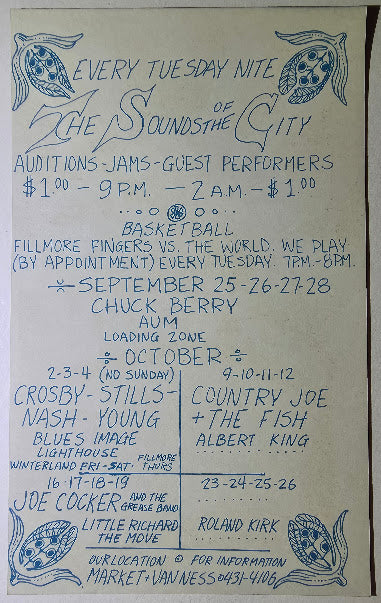 EVERY TUESDAY NITE
THE SOUNDS OF THE CITY
AUDITIONS-JAMS-GUEST PERFORMERS
$1.00 - 9 P.M. - 2 A.M. - $1.00
BASKETBALL
FILLMORE FINGERS VS. THE WORLD. WE PLAY
(BY APPOINTMENT) EVERY TUESDAY. 7P.M.-8P.M.
÷ SEPTEMBER 25-26-27-28
CHUCK BERRY
AUM
LOADING ZONE
÷ OCTOBER ÷
2-3-4 (NO SUNDAY)
CROSBY-STILLS-
NASH-YOUNG
BLUES IMAGE
LIGHTHOUSE
WINTERLAND FRI-SAT. FILLMORE THURS
9-10-11-12
COUNTRY JOE
+ THE FISH
ALBERT KING
16-17-18-19
JOE COCKER AND THE GREASE BAND
LITTLE RICHARD
THE MOVE
23-24-25-26
ROLAND KIRK
OUR LOCATION @ FOR INFORMATION
MARKET + VAN NESS @ 431-4106